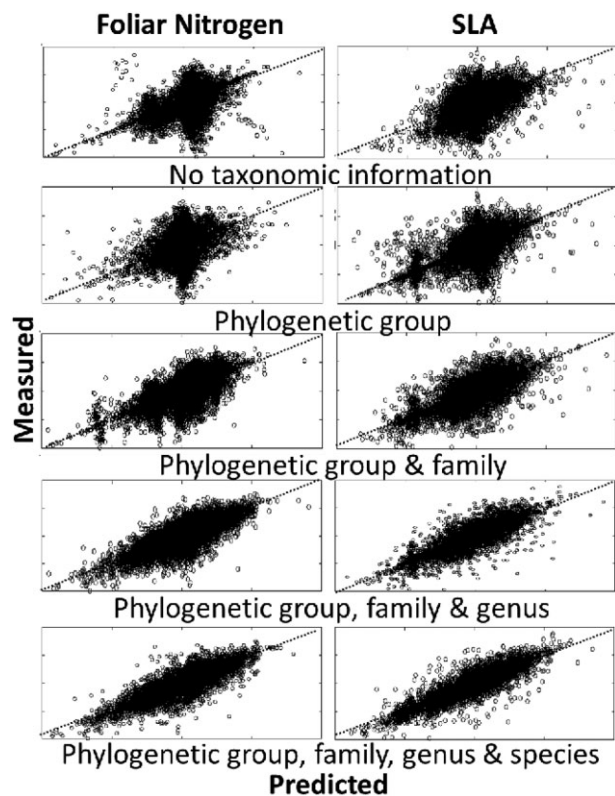 Foliar Nitrogen SLA
No taxonomic information
Phylogenetic group
Measured
Phylogenetic group & family
Phylogenetic group, family & genus
Phylogenetic group, family, genus & species
Predicted